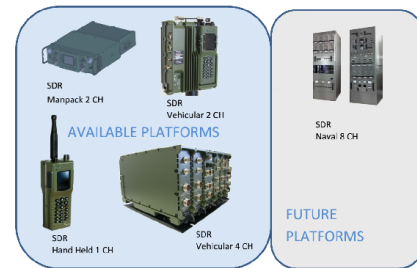 SDR
Manpack 2 CH
SDR
Vehicular 2 CH
AVAILABLE PLATFORMS
SDR
Hand Held 1 CH
SDR
Vehicular 4 CH
SDR
Naval 8 CH
FUTURE
PLATFORMS